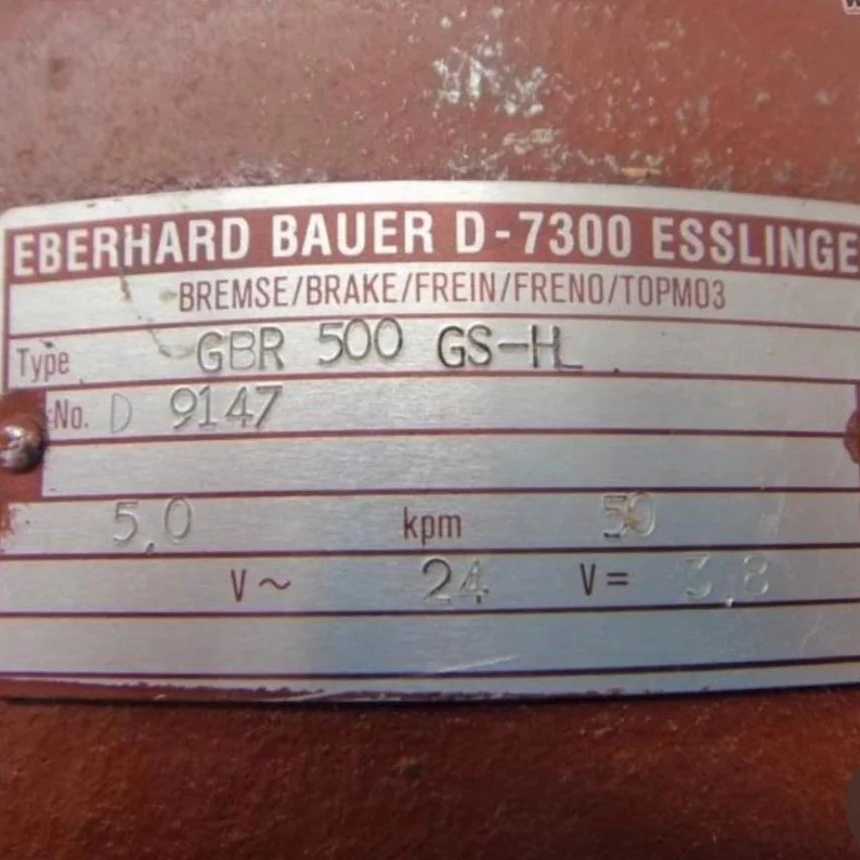 EBERHARD BAUER D-7300 ESSLINGE
BREMSE/BRAKE/FREIN/FRENO/TOPMO3
Type GBR 500 GS-HL
No. D 9147
5,0 kpm 50
V~ 24 V= 3,8